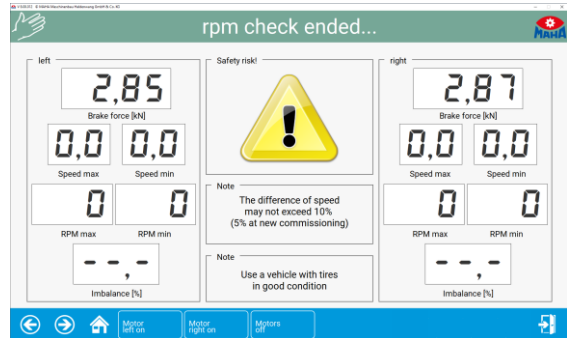 rpm check ended...
MAHA
left
2,85
Brake force [kN]
0,0 0,0
Speed max Speed min
0 0
RPM max RPM min
--,-
Imbalance [%]
Safety risk!
Note
The difference of speed
may not exceed 10%
(5% at new commissioning)
Note
Use a vehicle with tires
in good condition
right
2,87
Brake force [kN]
0,0 0,0
Speed max Speed min
0 0
RPM max RPM min
--,-
Imbalance [%]
Motor
left on
Motor
right on
Motors
off